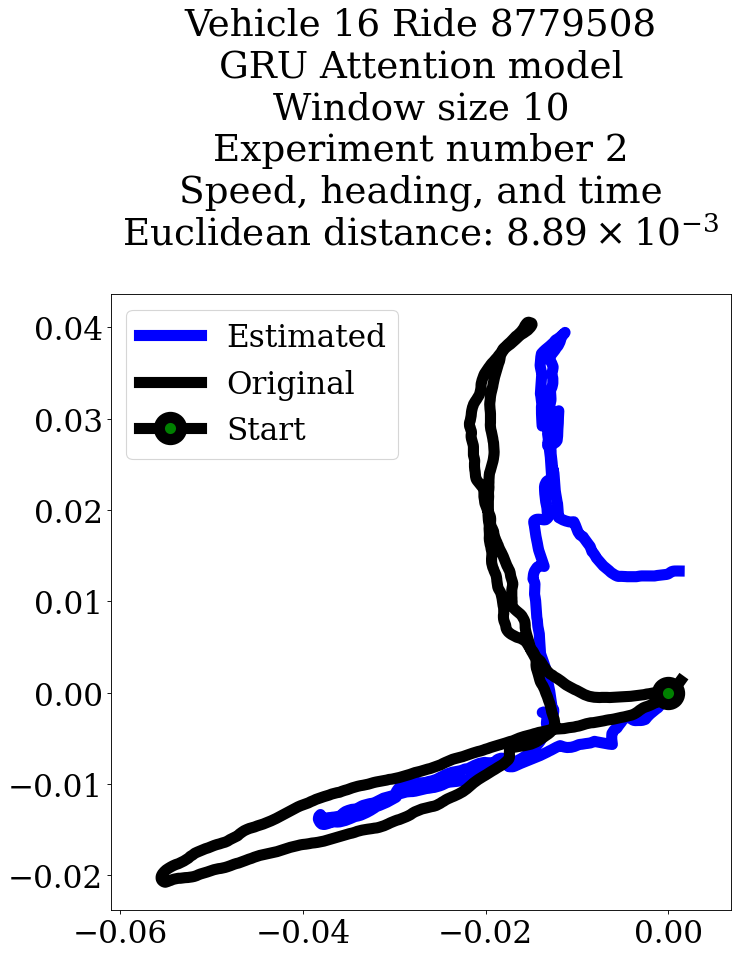 Vehicle 16 Ride 8779508
GRU Attention model
Window size 10
Experiment number 2
Speed, heading, and time
Euclidean distance: 8.89 × 10⁻³
Estimated
Original
Start
0.04
0.03
0.02
0.01
0.00
−0.01
−0.02
−0.06
−0.04
−0.02
0.00